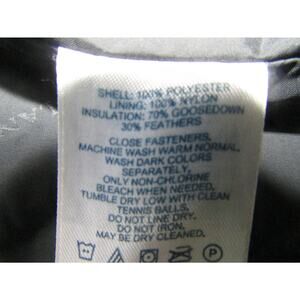 SHELL: 100% POLYESTER
LINING: 100% NYLON
INSULATION: 70% GOOSEDOWN
30% FEATHERS
CLOSE FASTENERS,
MACHINE WASH WARM NORMAL,
WASH DARK COLORS
SEPARATELY,
ONLY NON-CHLORINE
BLEACH WHEN NEEDED,
TUMBLE DRY LOW WITH CLEAN
TENNIS BALLS,
DO NOT LINE DRY,
DO NOT IRON,
MAY BE DRY CLEANED.
P